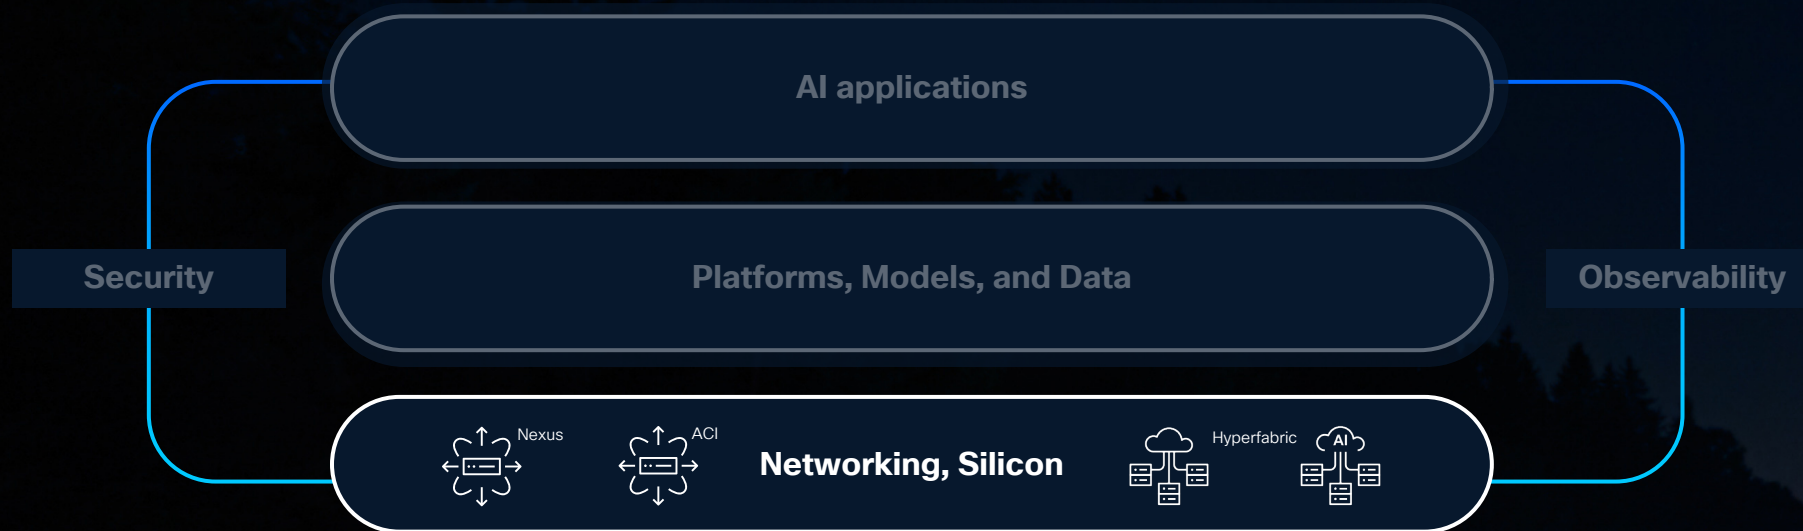 AI applications
Security
Platforms, Models, and Data
Observability
Nexus
ACI
Networking, Silicon
Hyperfabric
AI